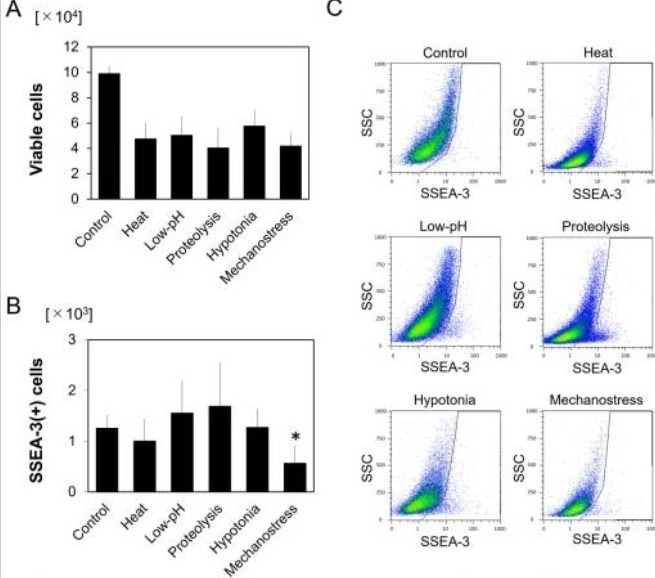 A
[×10⁴]
Viable cells
12
10
8
6
4
2
0
Control
Heat
Low-pH
Proteolysis
Hypotonia
Mechanostress
B
[×10³]
SSEA-3(+) cells
3
2
1
0
*
Control
Heat
Low-pH
Proteolysis
Hypotonia
Mechanostress
C
Control
SSC
SSEA-3
Heat
SSC
SSEA-3
Low-pH
SSC
SSEA-3
Proteolysis
SSC
SSEA-3
Hypotonia
SSC
SSEA-3
Mechanostress
SSC
SSEA-3